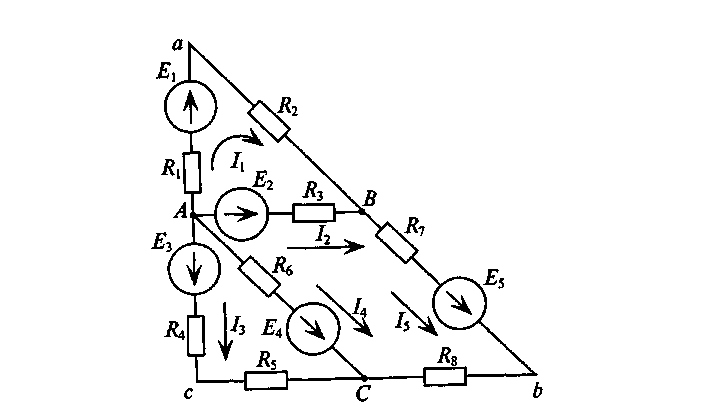 a
E₁
R₂
R₁
I₁
E₂
R₃
B
A
I₂
R₇
E₃
R₆
E₅
I₄
R₄
I₃
E₄
I₅
R₅
R₈
c
C
b